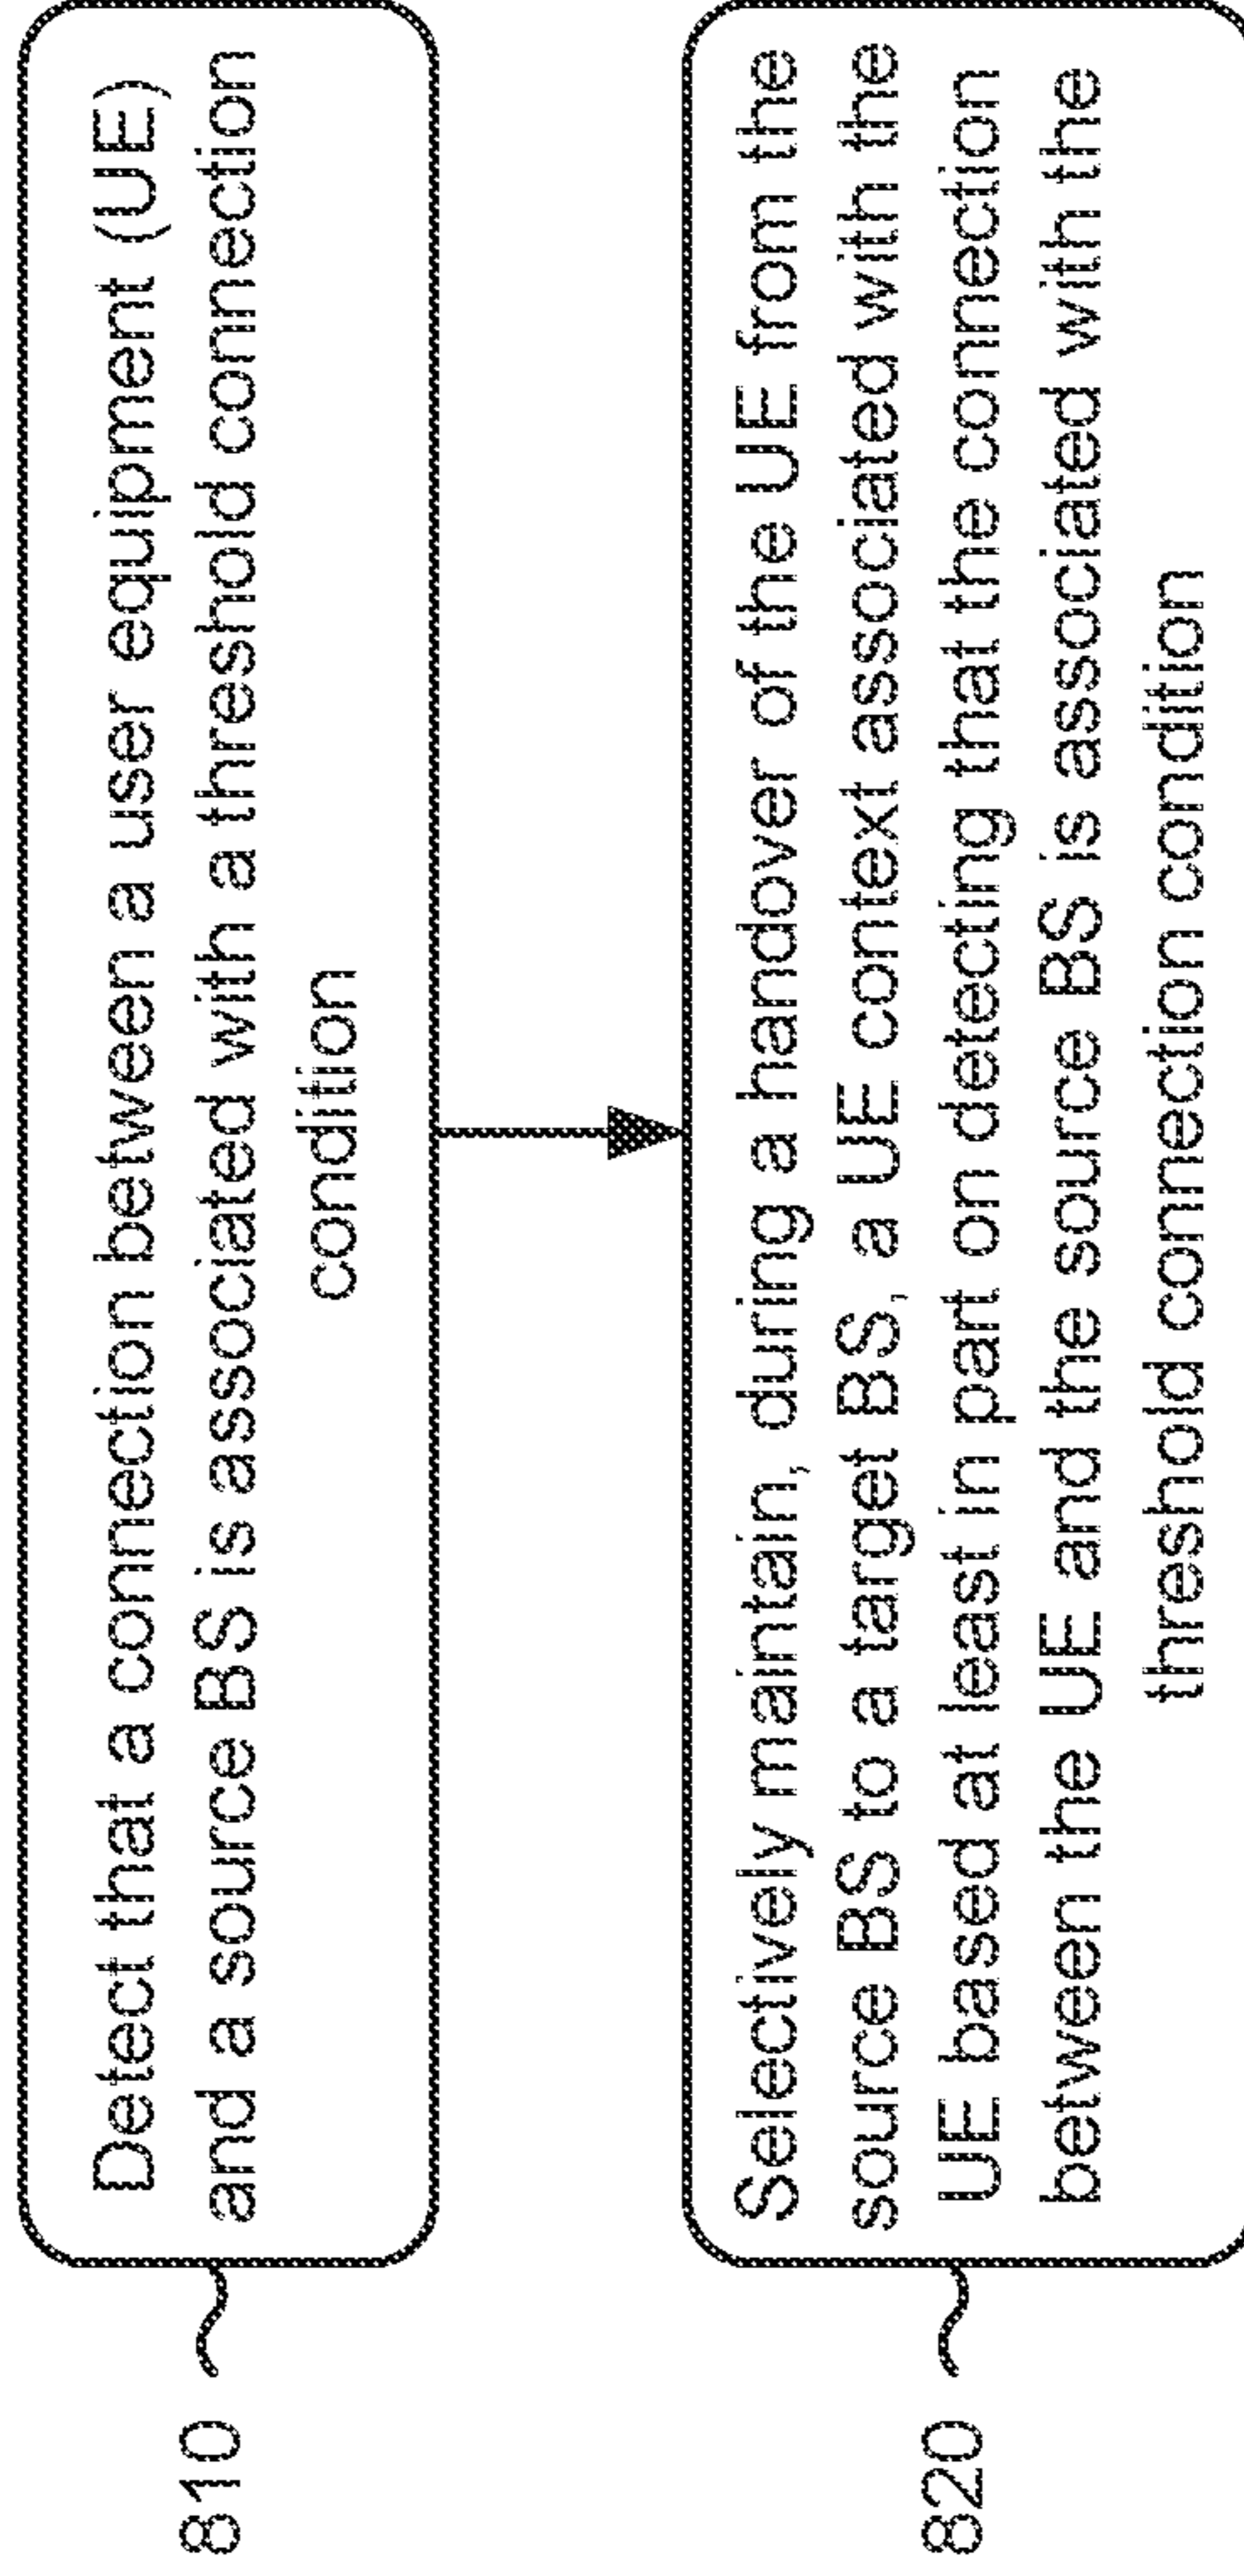 810
Detect that a connection between a user equipment (UE)
and a source BS is associated with a threshold connection
condition
820
Selectively maintain, during a handover of the UE from the
source BS to a target BS, a UE context associated with the
UE based at least in part on detecting that the connection
between the UE and the source BS is associated with the
threshold connection condition